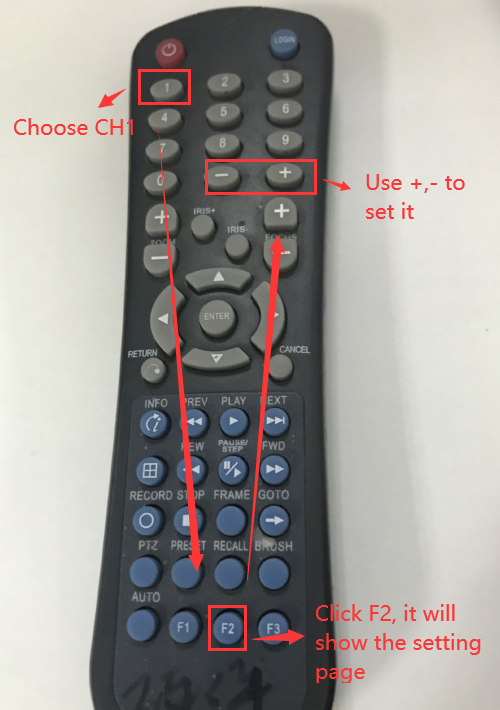 LOGIN
1 2 3
Choose CH1
4 5 6
7 8 9
0 - +
Use +,- to
set it
+ IRIS+ +
ZOOM IRIS- FOCUS
- -
ENTER
RETURN CANCEL
INFO PREV PLAY NEXT
REW PAUSE/
STEP FWD
RECORD STOP FRAME GOTO
PTZ PRESET RECALL BRUSH
AUTO
F1 F2 F3
Click F2, it will
show the setting
page